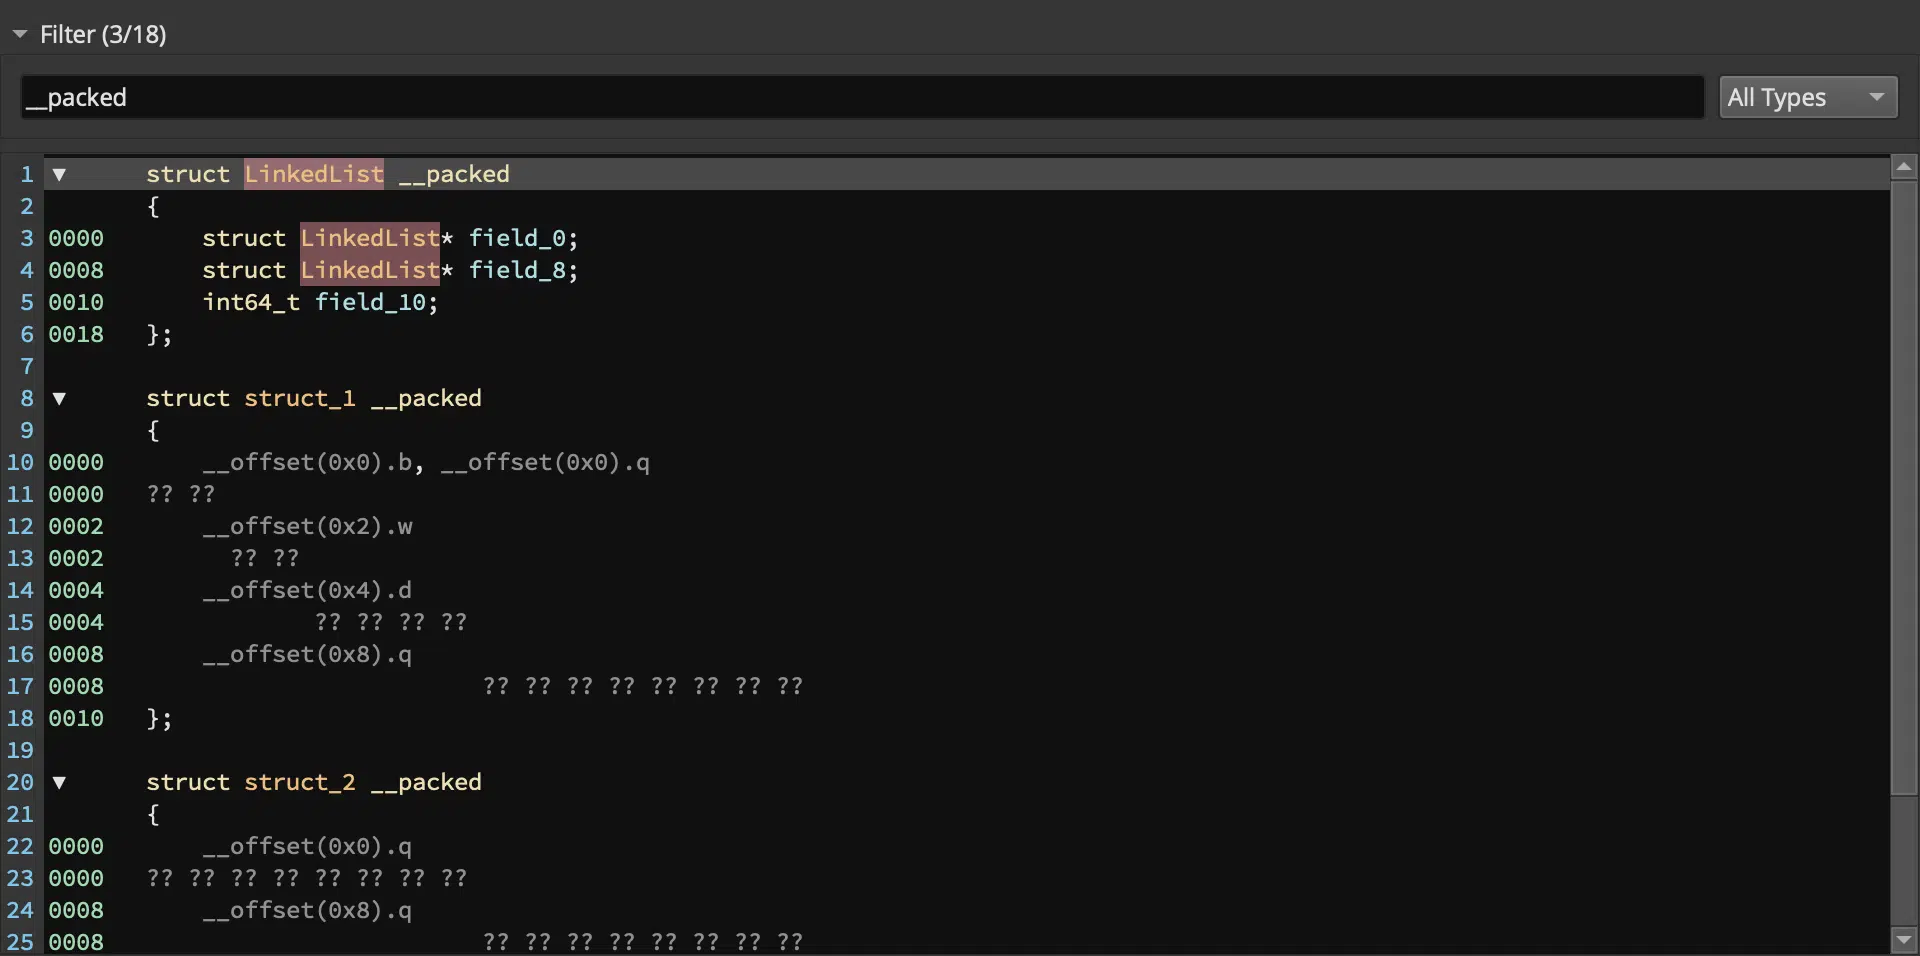 Filter (3/18)
__packed All Types
1 ▼ struct LinkedList __packed
2 {
3 0000 struct LinkedList* field_0;
4 0008 struct LinkedList* field_8;
5 0010 int64_t field_10;
6 0018 };
7
8 ▼ struct struct_1 __packed
9 {
10 0000 __offset(0x0).b, __offset(0x0).q
11 0000 ?? ??
12 0002 __offset(0x2).w
13 0002 ?? ??
14 0004 __offset(0x4).d
15 0004 ?? ?? ?? ??
16 0008 __offset(0x8).q
17 0008 ?? ?? ?? ?? ?? ?? ?? ??
18 0010 };
19
20 ▼ struct struct_2 __packed
21 {
22 0000 __offset(0x0).q
23 0000 ?? ?? ?? ?? ?? ?? ?? ??
24 0008 __offset(0x8).q
25 0008 ?? ?? ?? ?? ?? ?? ?? ??